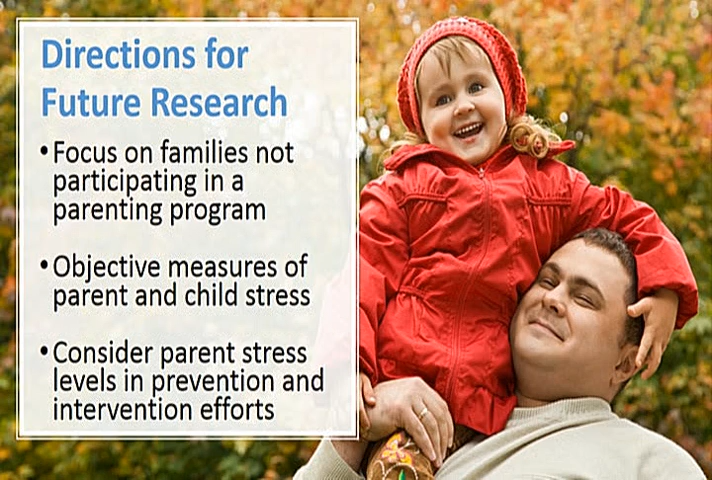 Directions for
Future Research
• Focus on families not
participating in a
parenting program
• Objective measures of
parent and child stress
• Consider parent stress
levels in prevention and
intervention efforts